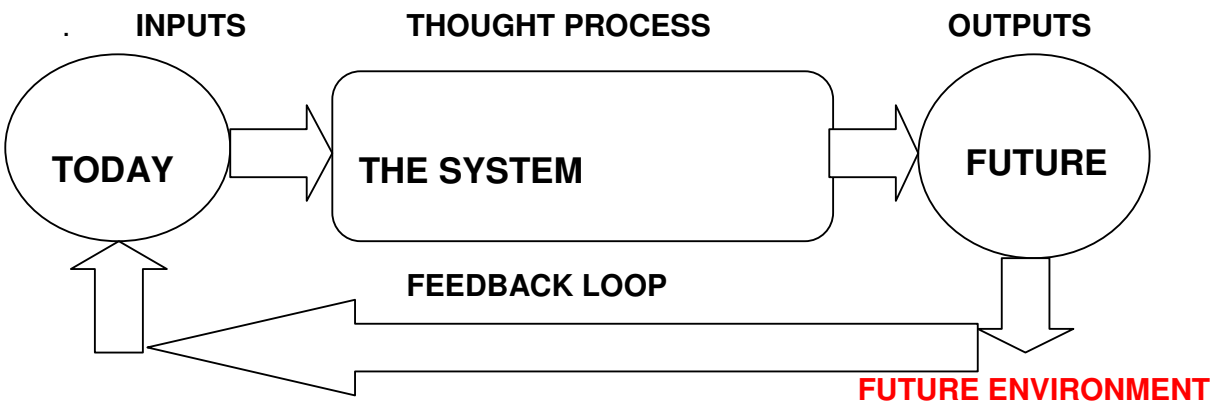 . INPUTS THOUGHT PROCESS OUTPUTS
TODAY THE SYSTEM FUTURE
FEEDBACK LOOP
FUTURE ENVIRONMENT